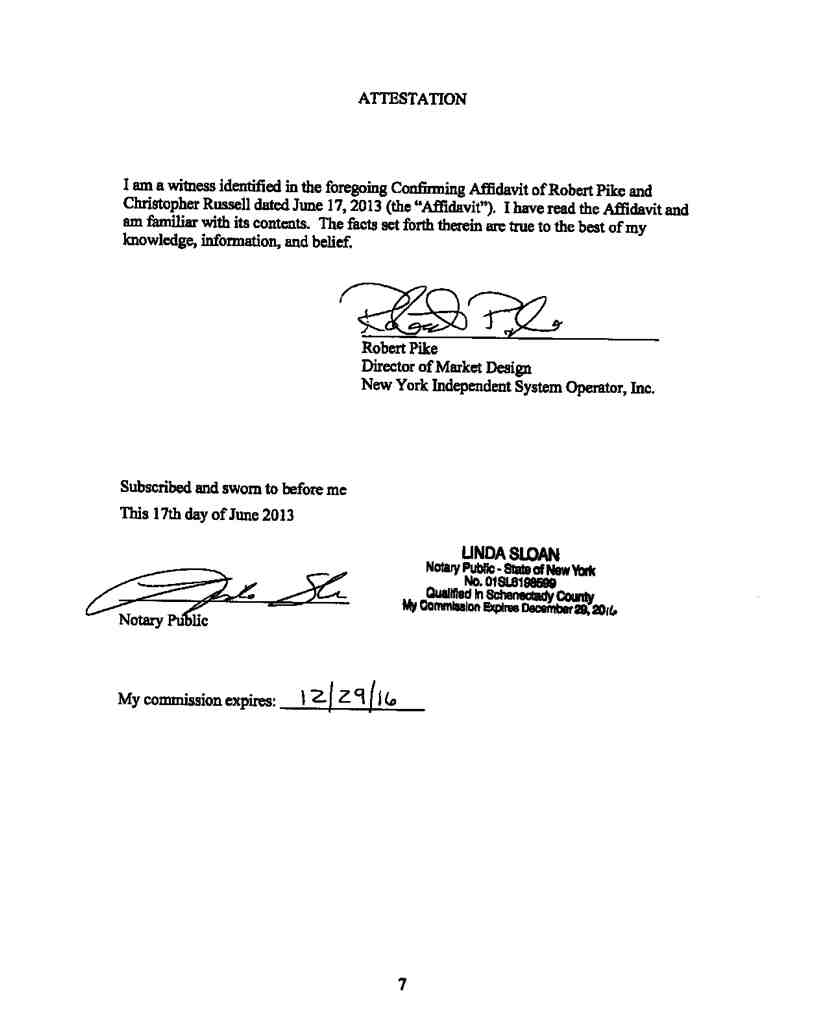 ATTESTATION
I am a witness identified in the foregoing Confirming Affidavit of Robert Pike and
Christopher Russell dated June 17, 2013 (the “Affidavit”). I have read the Affidavit and
am familiar with its contents. The facts set forth therein are true to the best of my
knowledge, information, and belief.
Robert Pike
Director of Market Design
New York Independent System Operator, Inc.
Subscribed and sworn to before me
This 17th day of June 2013
LINDA SLOAN
Notary Public - State of New York
No. 01SL6198599
Qualified in Schenectady County
My Commission Expires December 29, 2016
Notary Public
My commission expires: 12/29/16
7